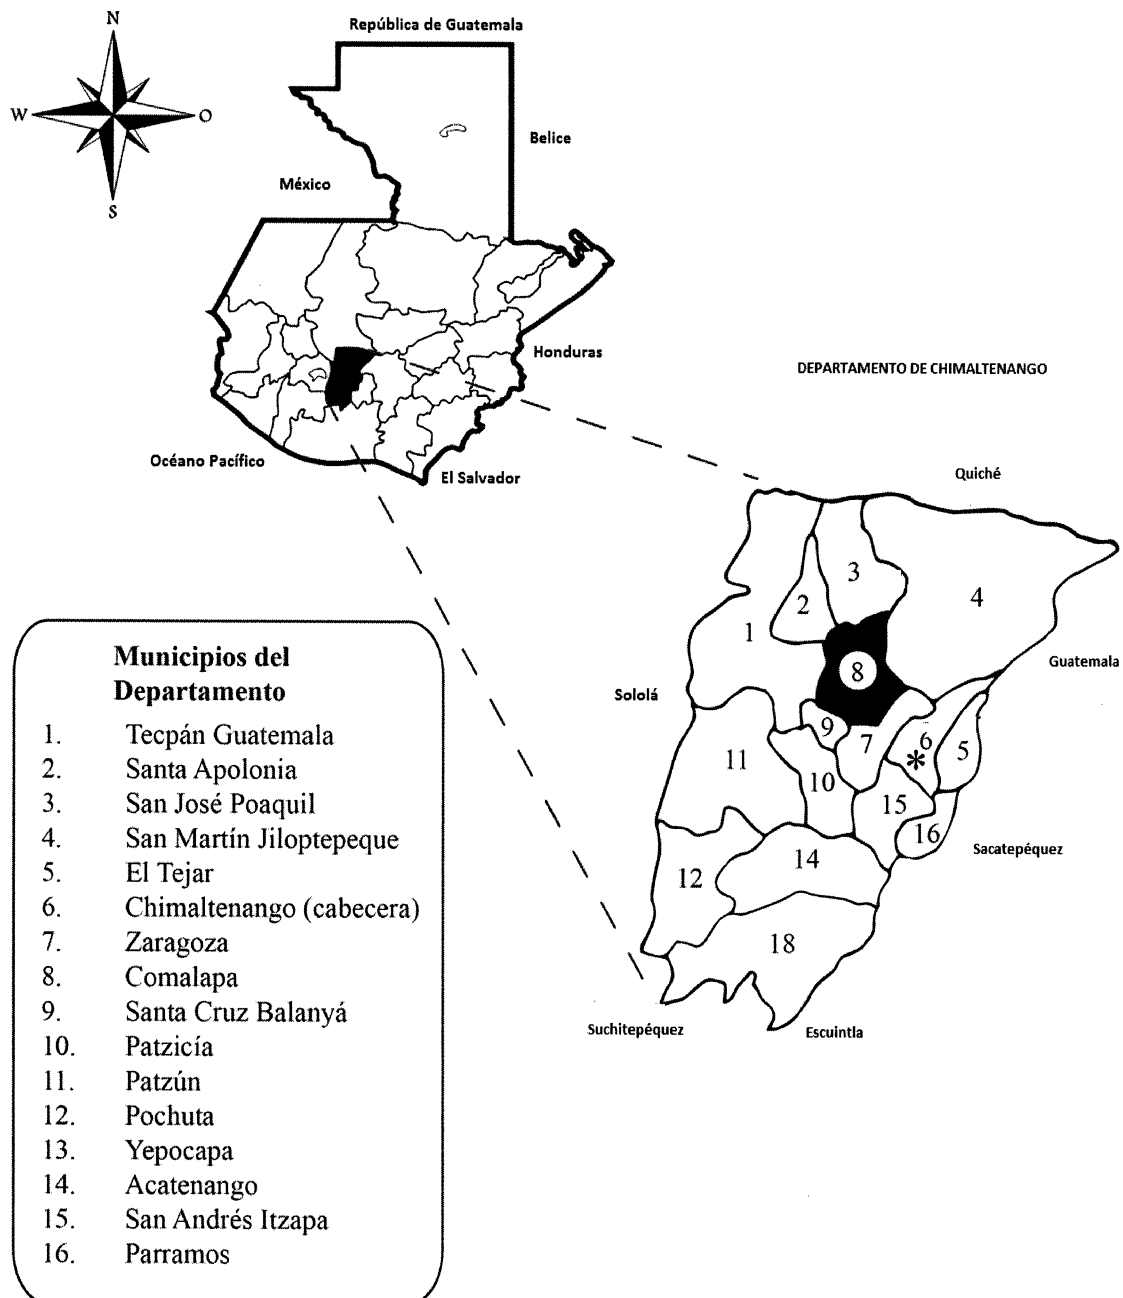 N
W
O
S
República de Guatemala
Belice
México
Honduras
Océano Pacífico
El Salvador
DEPARTAMENTO DE CHIMALTENANGO
Quiché
Guatemala
Sololá
Sacatepéquez
Suchitepéquez
Escuintla
1
2
3
4
8
9
7
6
*
5
11
10
15
16
12
14
18
Municipios del
Departamento
1. Tecpán Guatemala
2. Santa Apolonia
3. San José Poaquil
4. San Martín Jiloptepeque
5. El Tejar
6. Chimaltenango (cabecera)
7. Zaragoza
8. Comalapa
9. Santa Cruz Balanyá
10. Patzicía
11. Patzún
12. Pochuta
13. Yepocapa
14. Acatenango
15. San Andrés Itzapa
16. Parramos